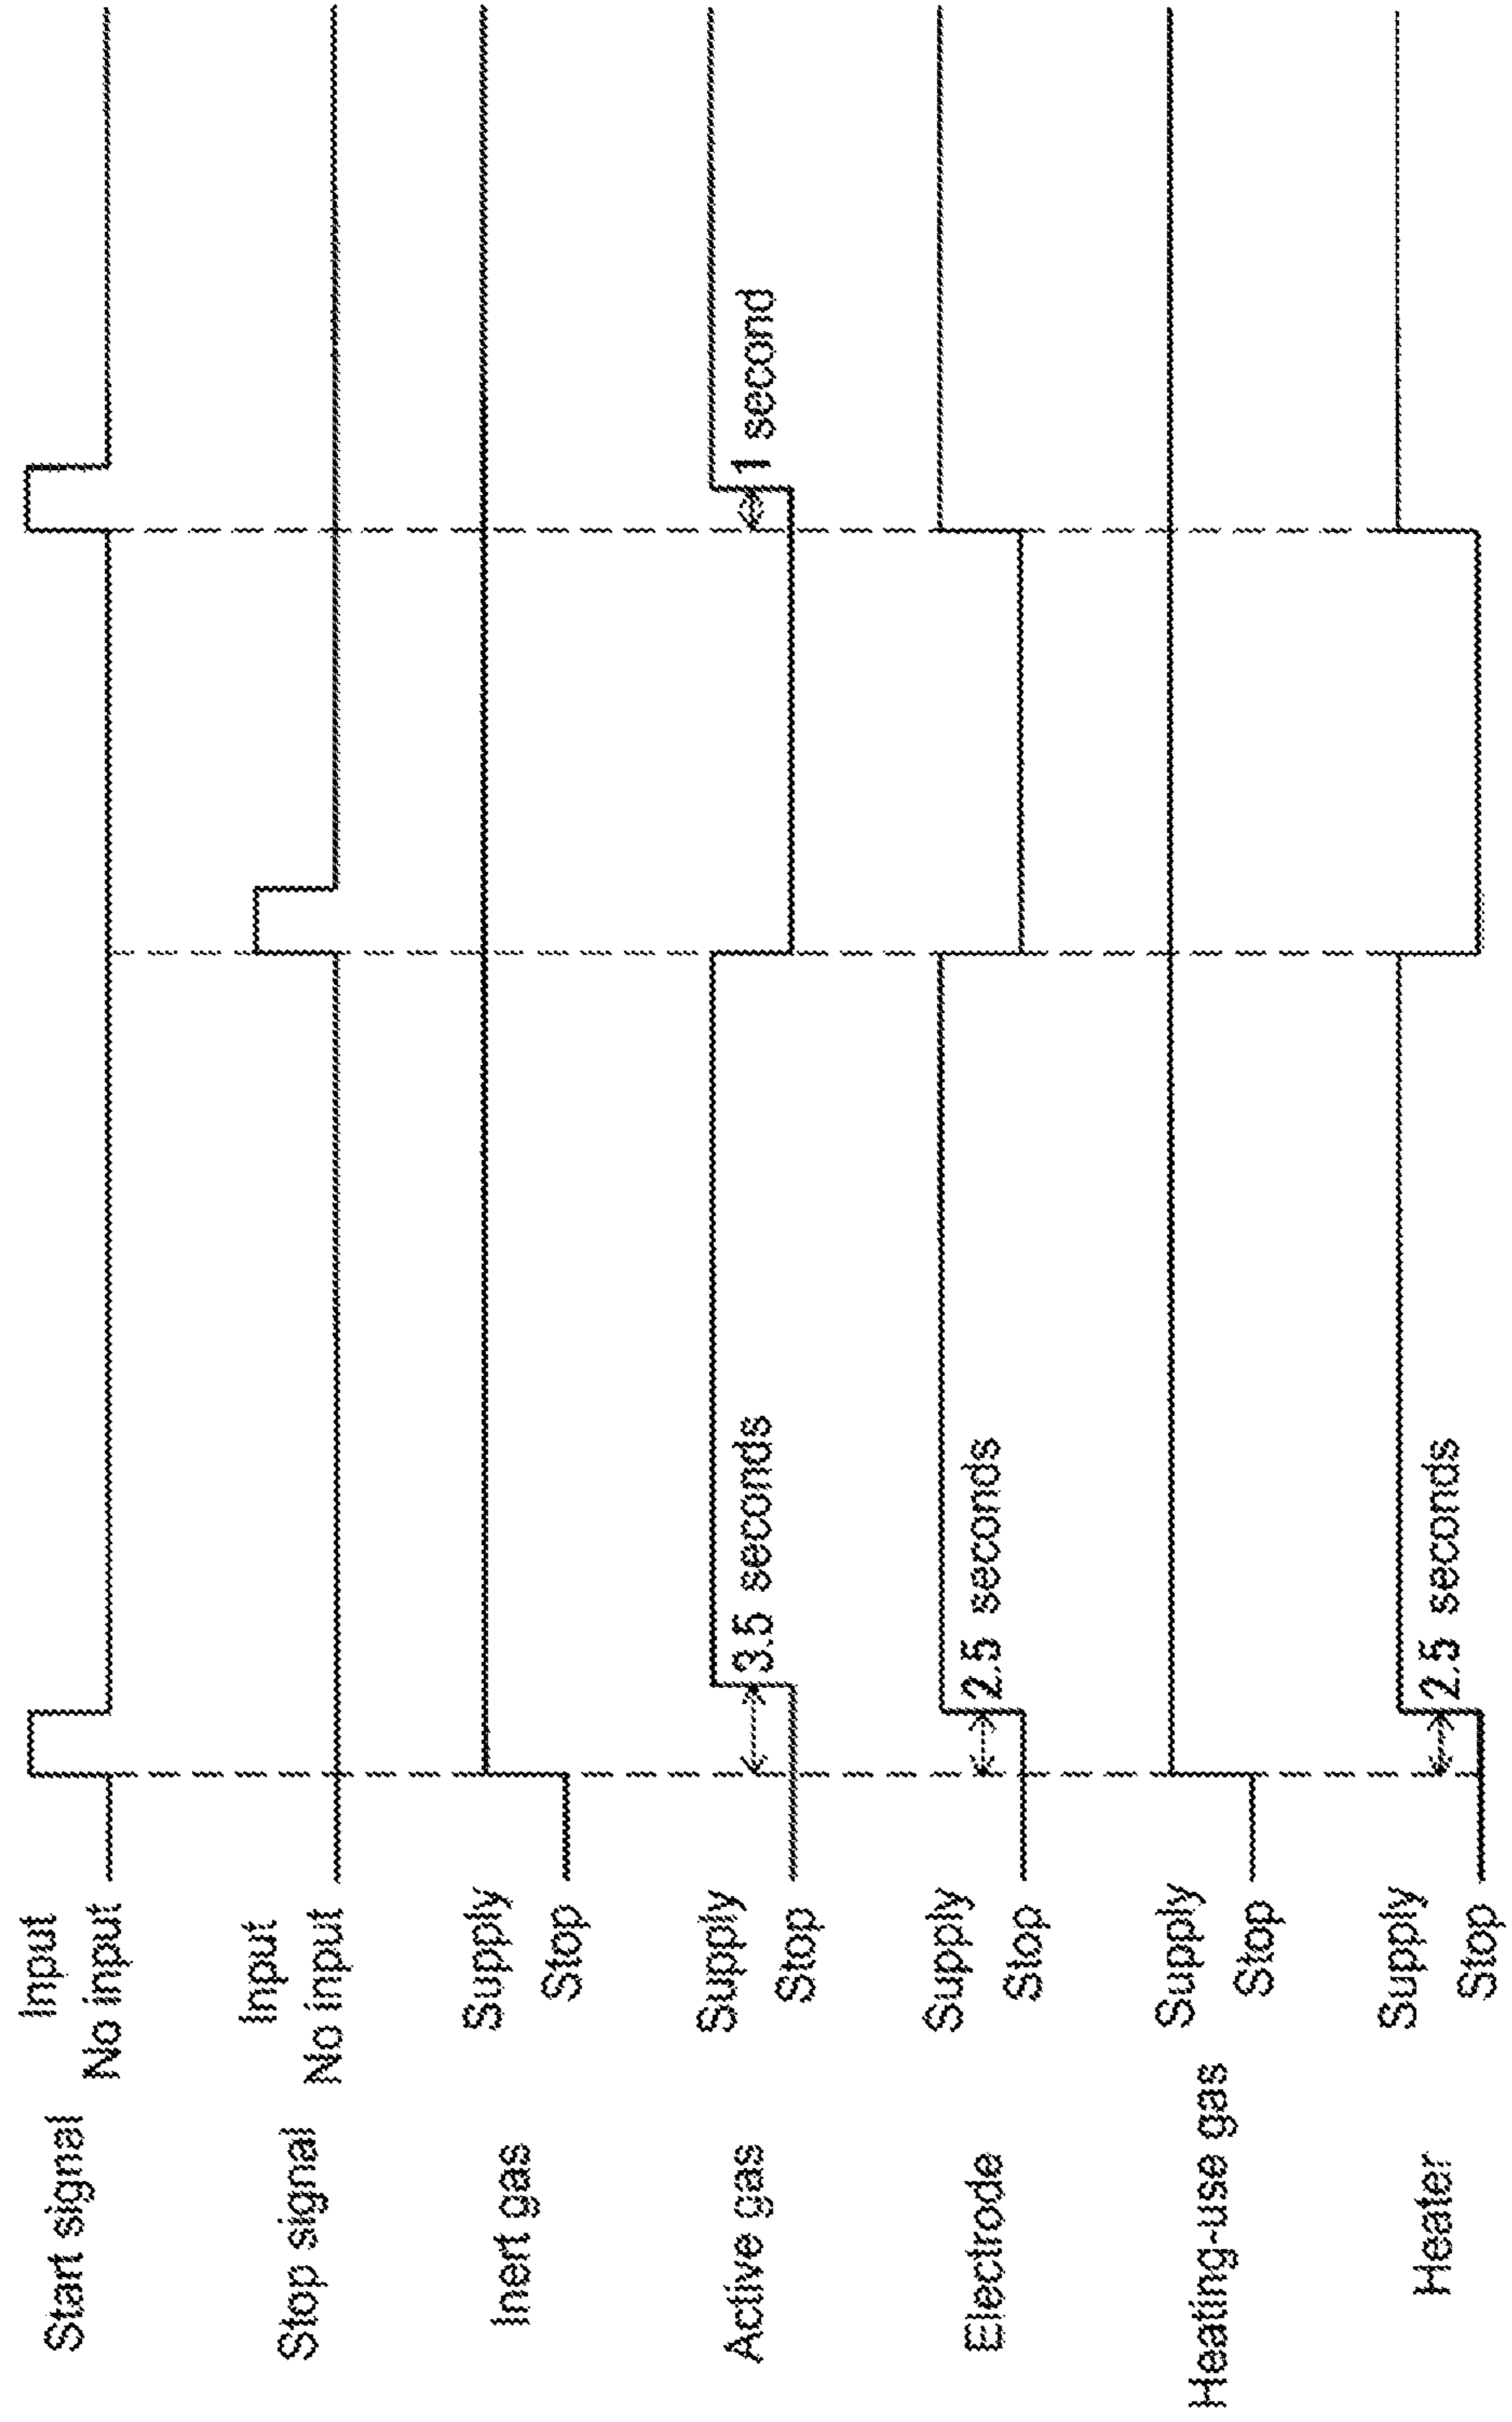 Start signal
Input
No input
Stop signal
Input
No input
Inert gas
Supply
Stop
Active gas
Supply
Stop
3.5 seconds
1 second
Electrode
Supply
Stop
2.5 seconds
Heating-use gas
Supply
Stop
Heater
Supply
Stop
2.5 seconds